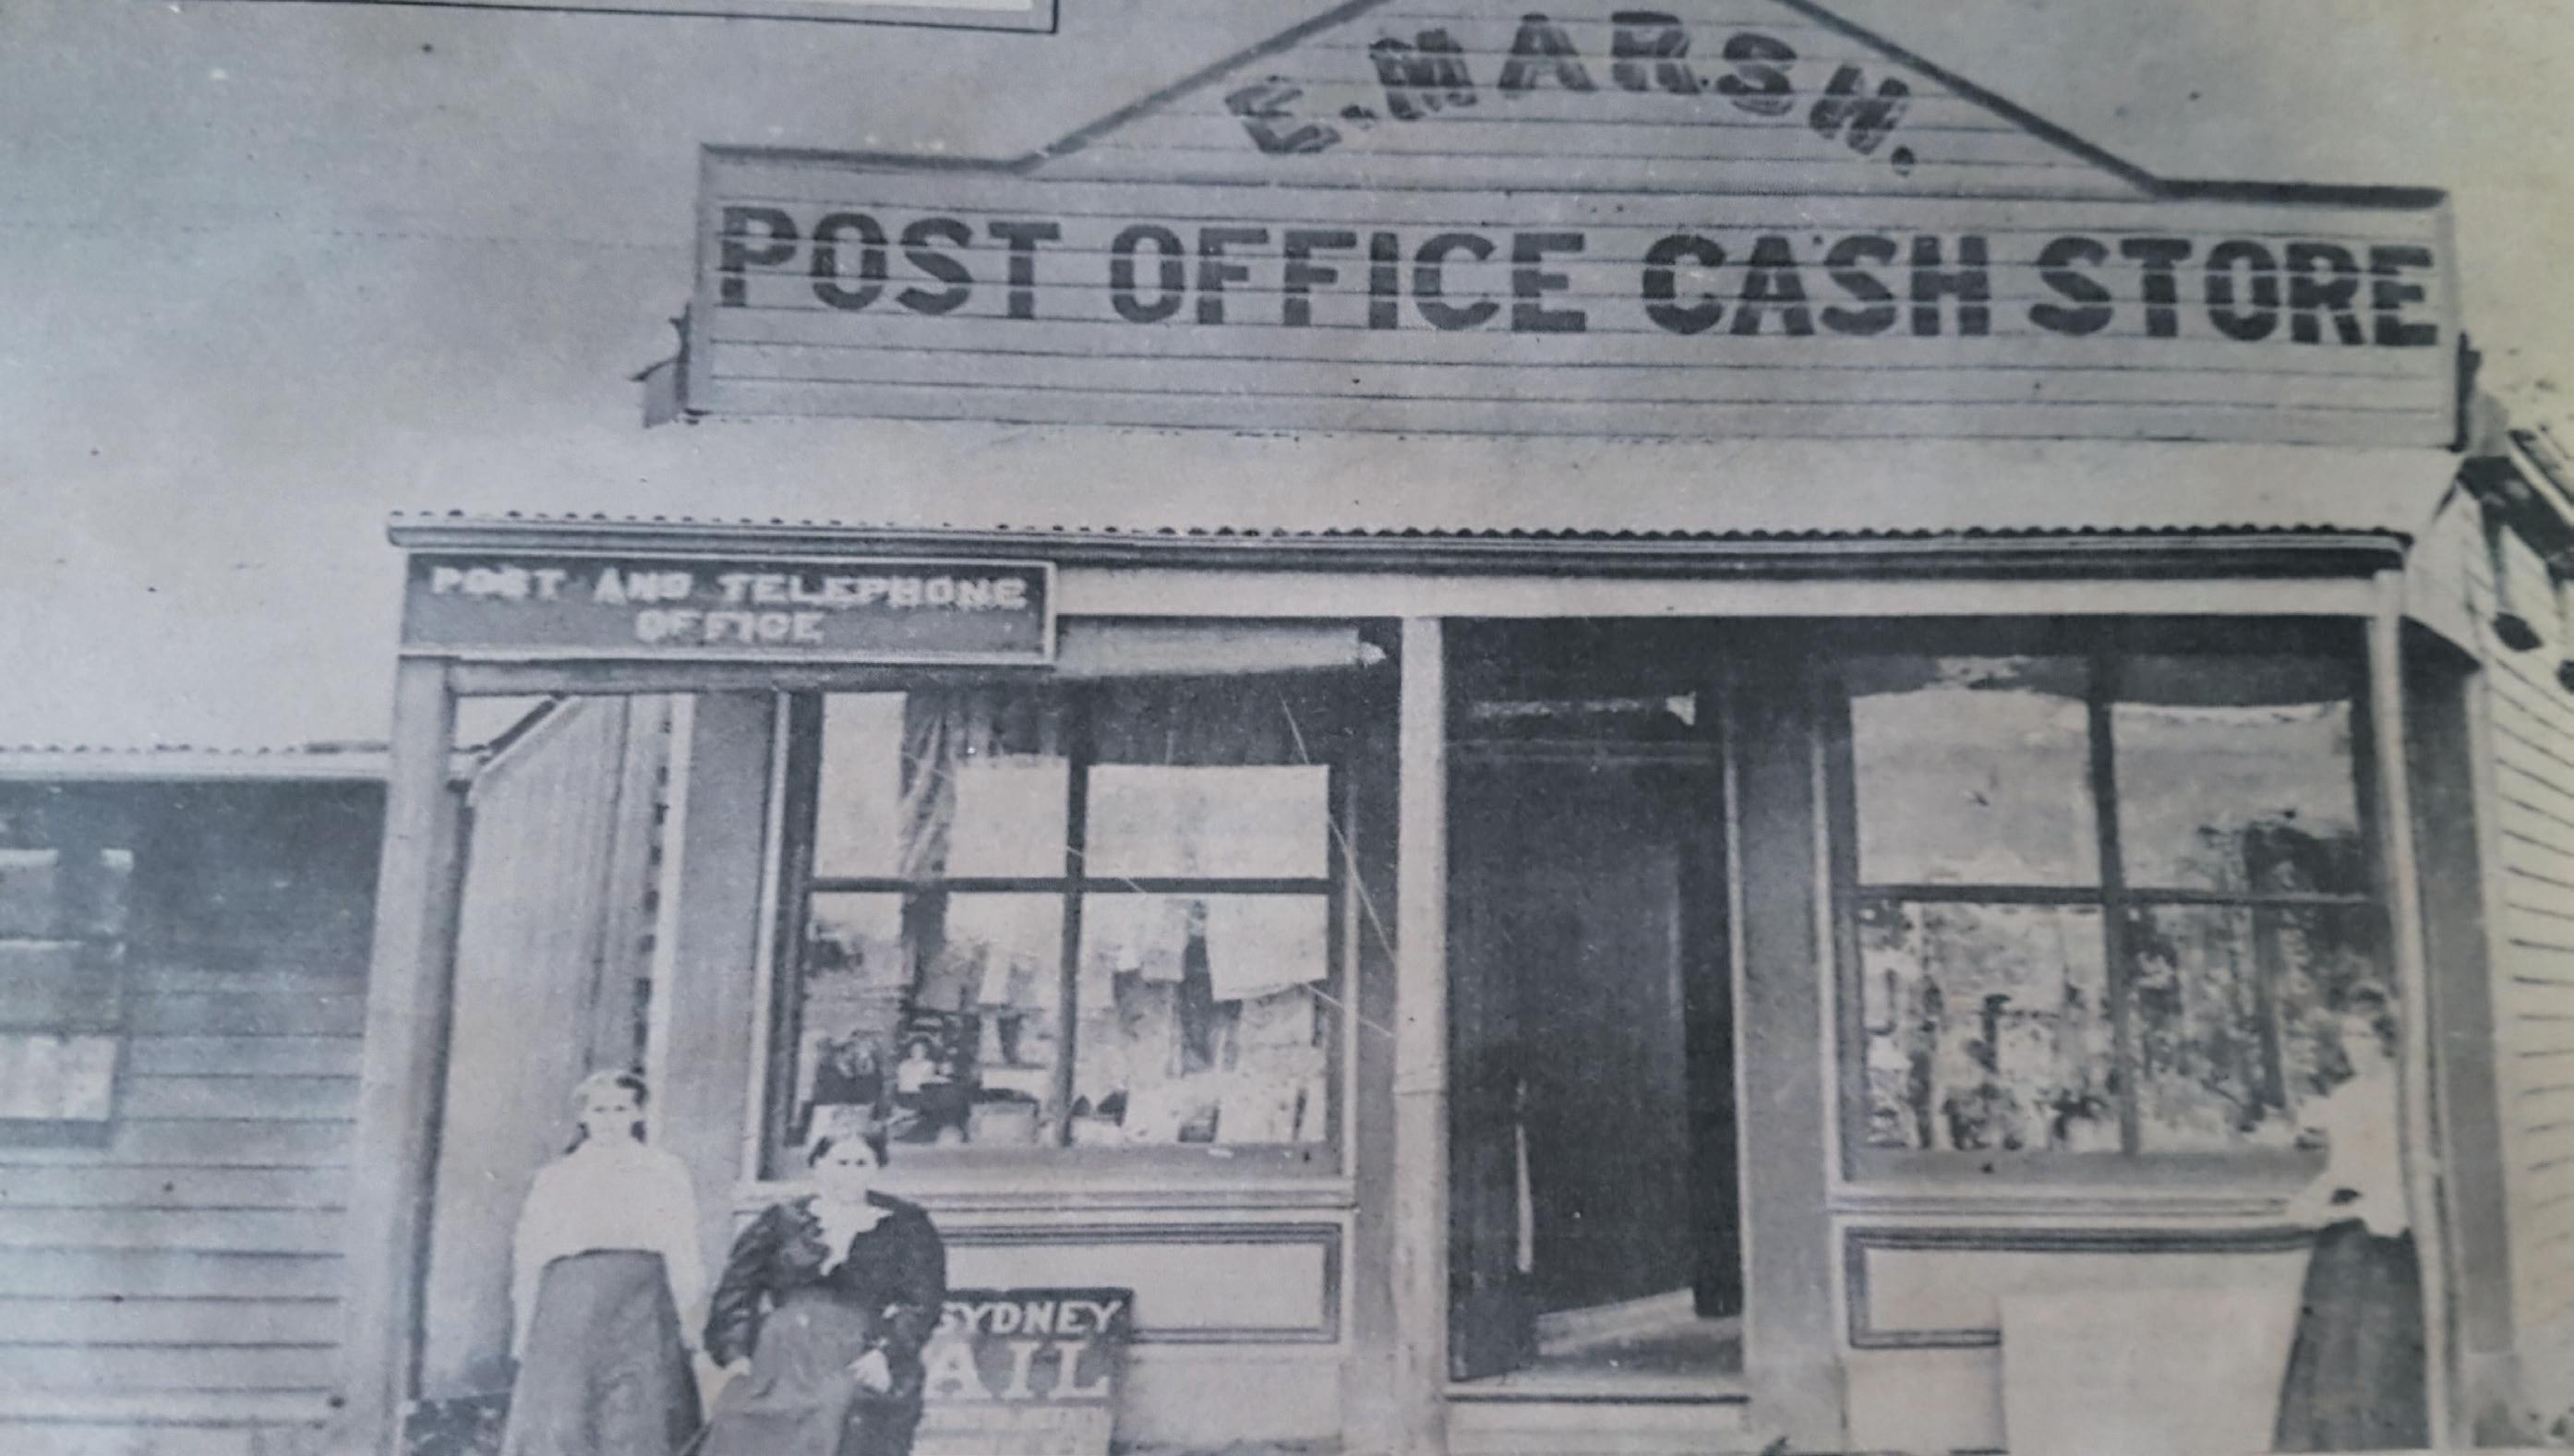 E. MARSH.
POST OFFICE CASH STORE
POST AND TELEPHONE
OFFICE
SYDNEY
AIL